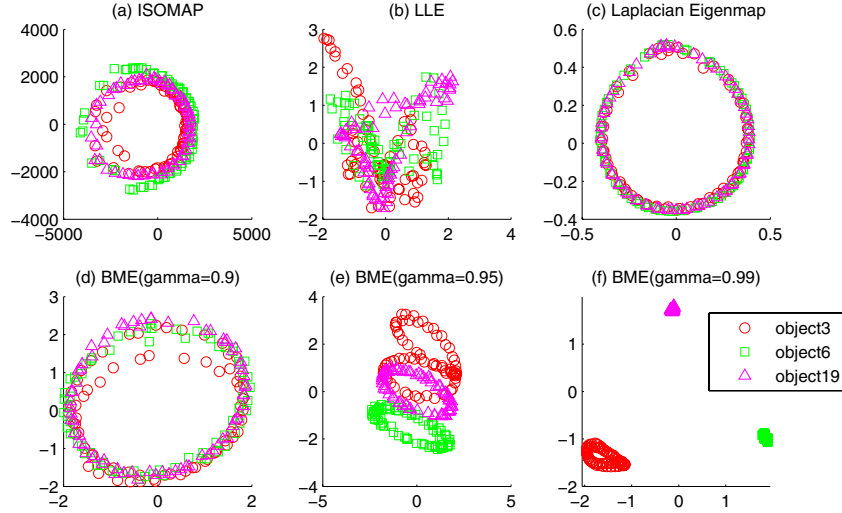 (a) ISOMAP
(b) LLE
(c) Laplacian Eigenmap
4000
2000
0
−2000
−4000
−5000 0 5000
3
2
1
0
−1
−2
−2 0 2 4
0.6
0.4
0.2
0
−0.2
−0.4
−0.5 0 0.5
(d) BME(gamma=0.9)
(e) BME(gamma=0.95)
(f) BME(gamma=0.99)
3
2
1
0
−1
−2
−2 0 2
4
2
0
−2
−4
−5 0 5
1
0
−1
−2
−2 0 1
object3
object6
object19